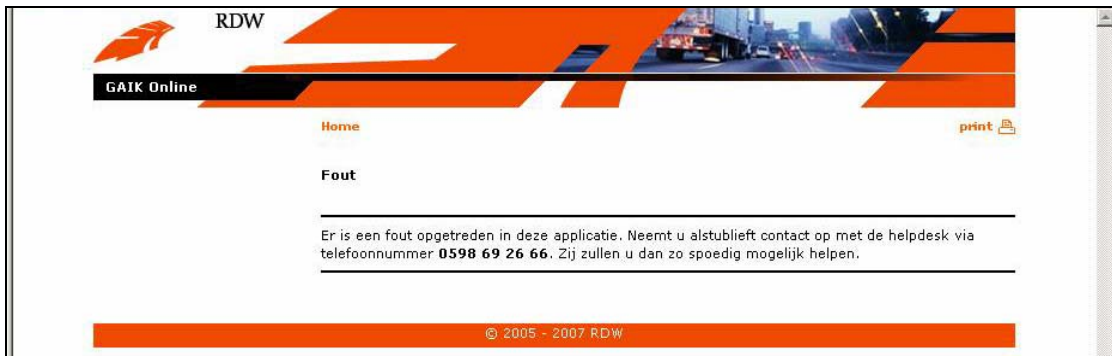 RDW
GAIK Online
Home
print
Fout
Er is een fout opgetreden in deze applicatie. Neemt u alstublieft contact op met de helpdesk via
telefoonnummer 0598 69 26 66. Zij zullen u dan zo spoedig mogelijk helpen.
© 2005 - 2007 RDW